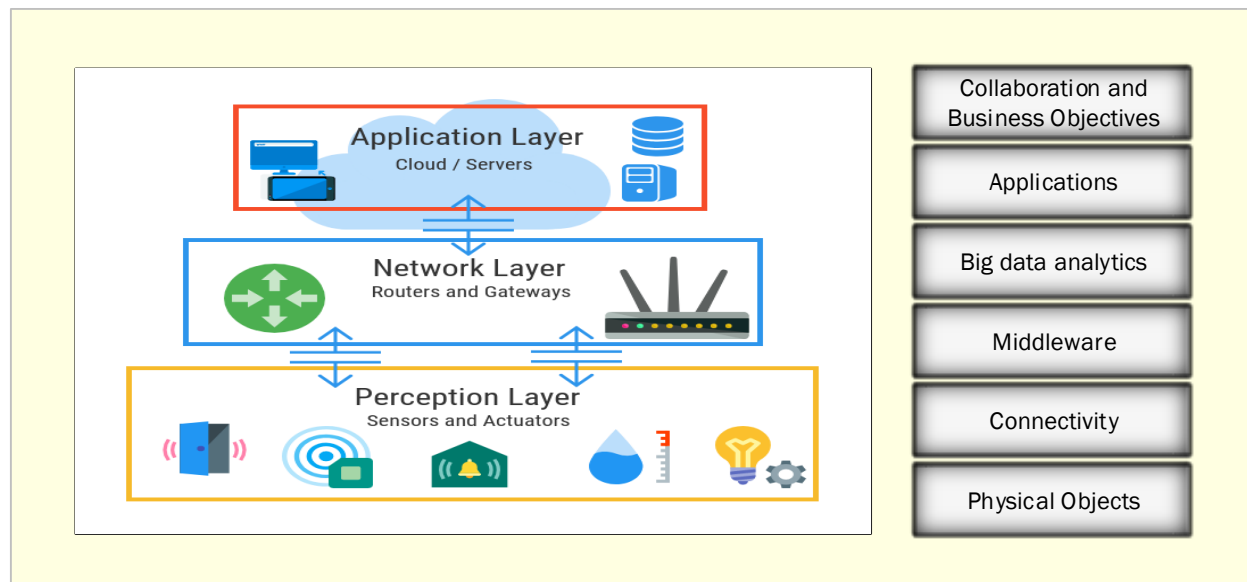 Application Layer
Cloud / Servers
Network Layer
Routers and Gateways
Perception Layer
Sensors and Actuators
Collaboration and
Business Objectives
Applications
Big data analytics
Middleware
Connectivity
Physical Objects